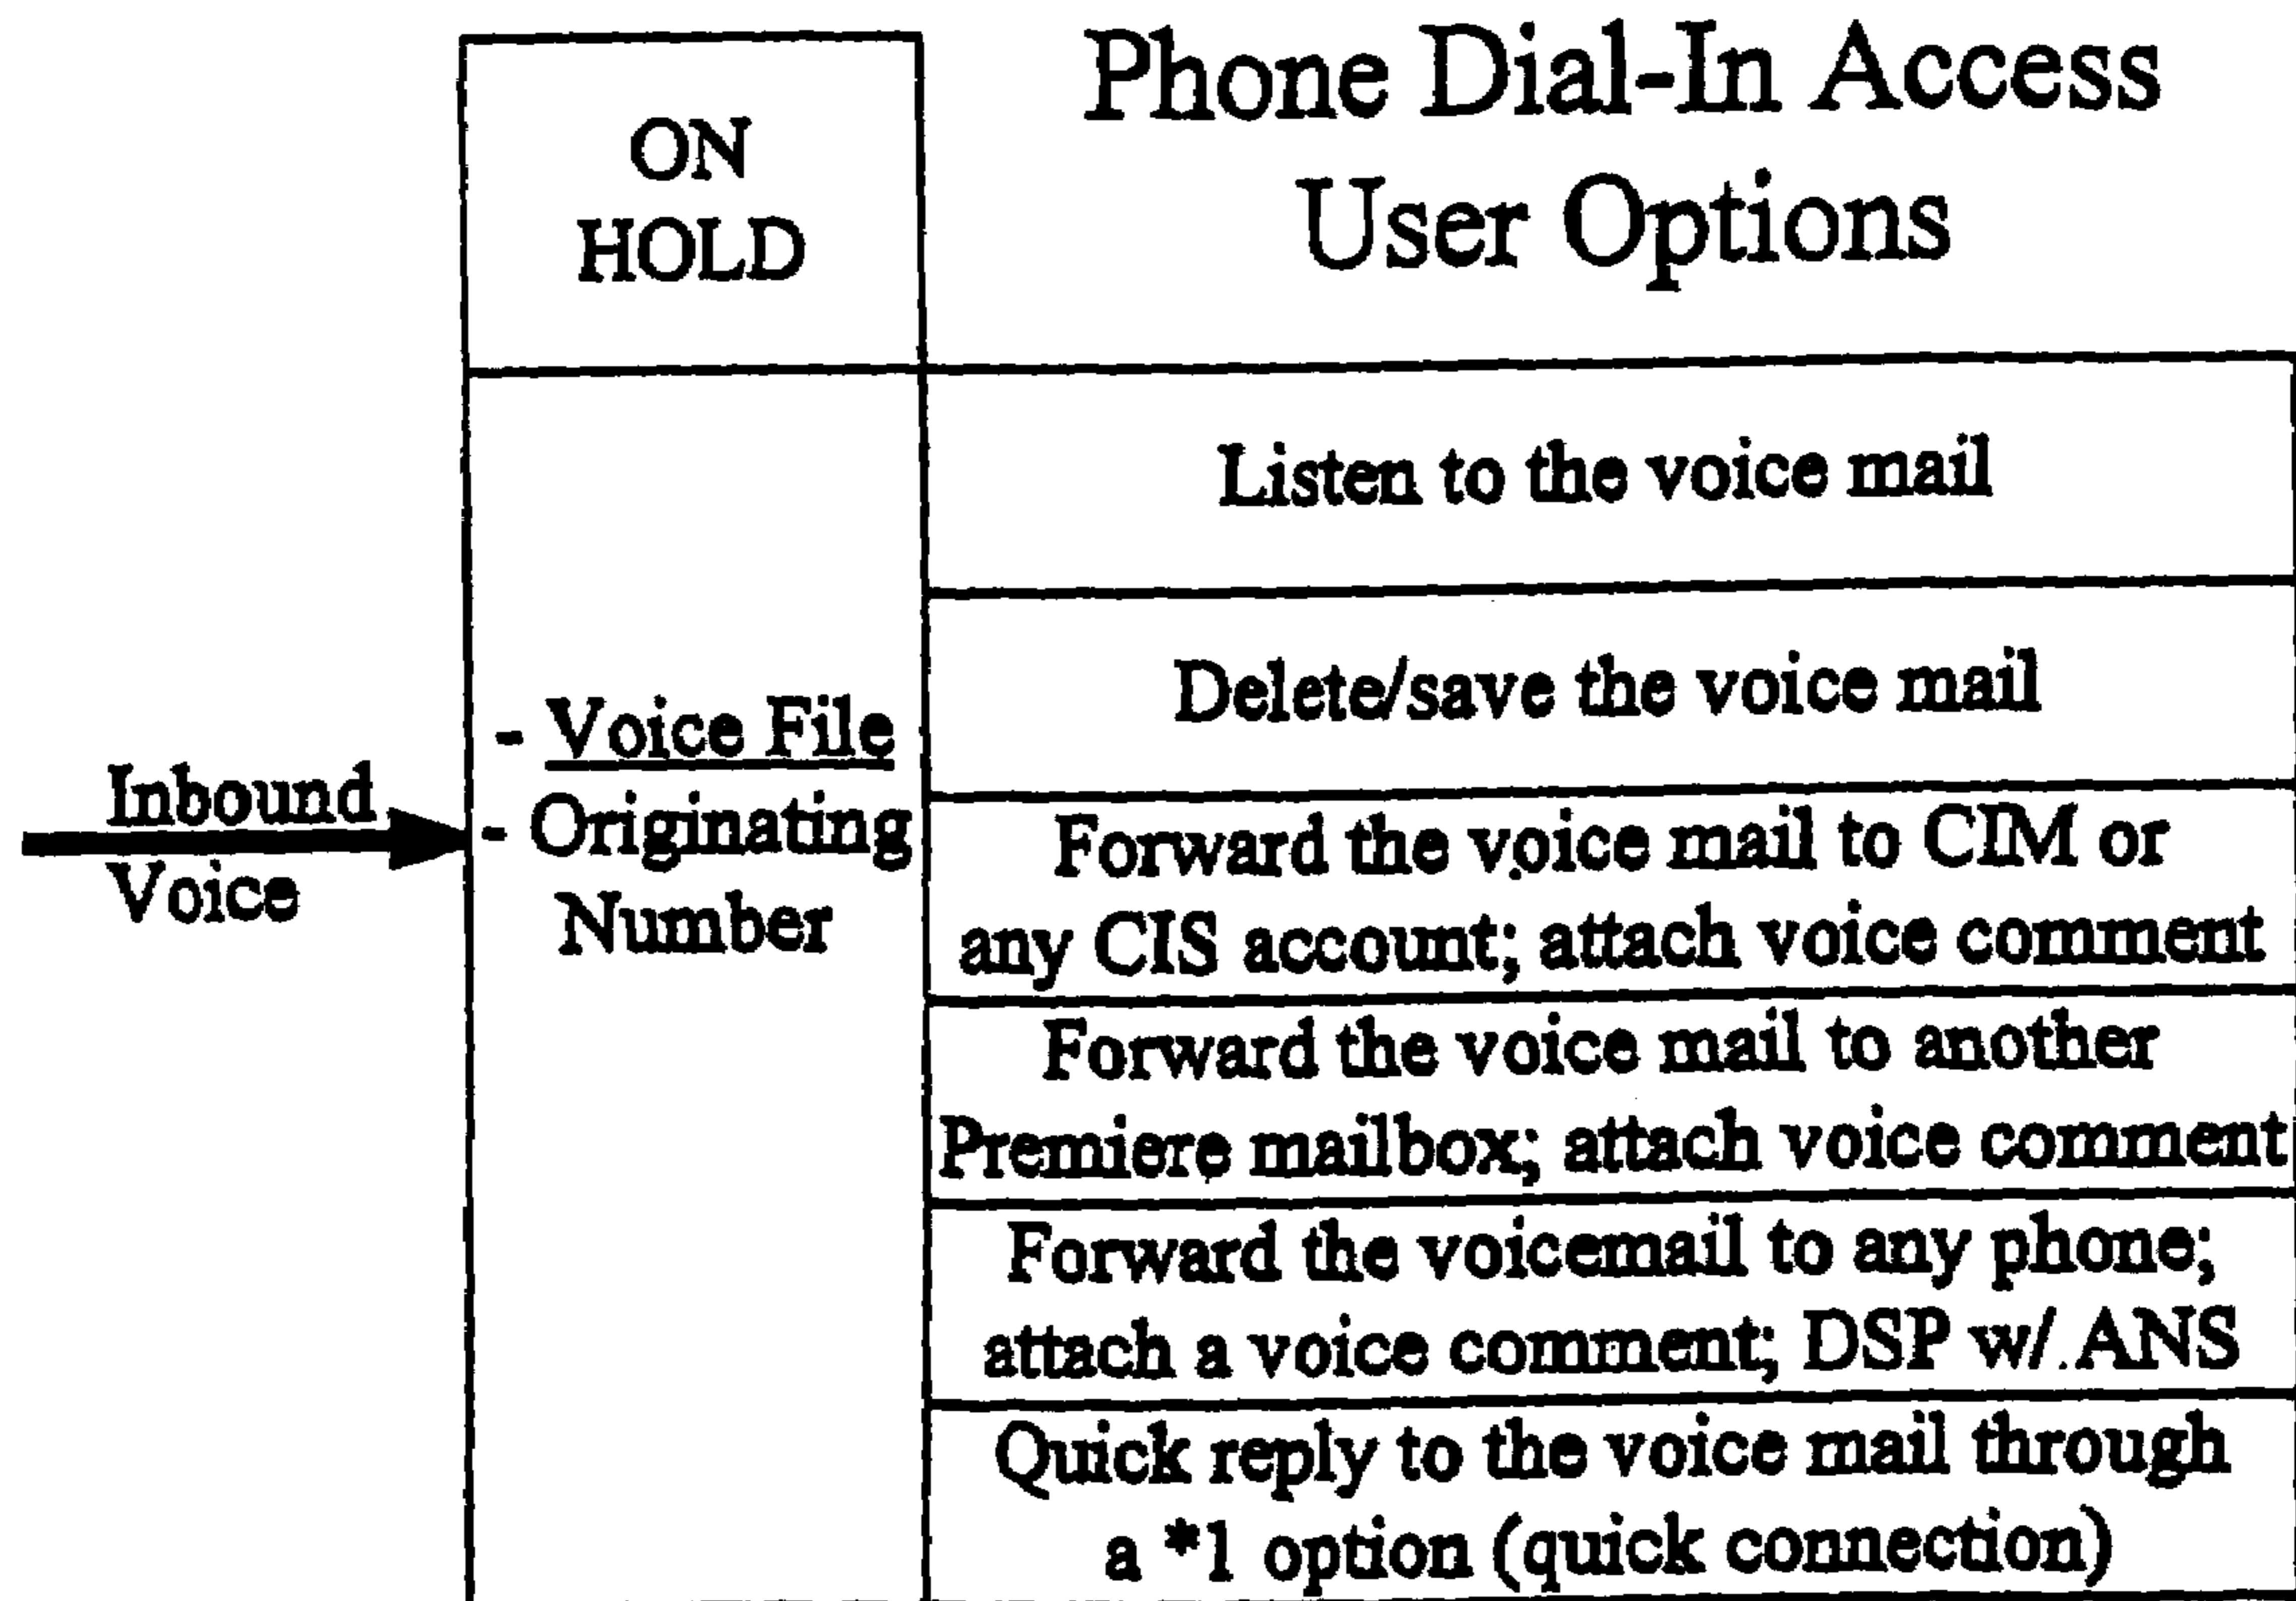 Phone Dial-In Access
User Options
ON
HOLD
Inbound
Voice
- Voice File
- Originating
Number
Listen to the voice mail
Delete/save the voice mail
Forward the voice mail to CIM or
any CIS account; attach voice comment
Forward the voice mail to another
Premiere mailbox; attach voice comment
Forward the voicemail to any phone;
attach a voice comment; DSP w/ ANS
Quick reply to the voice mail through
a *1 option (quick connection)